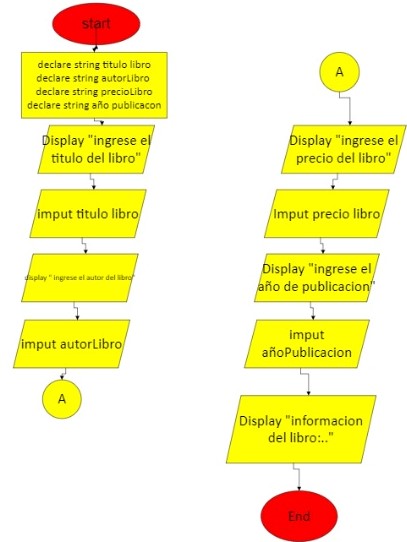 start
declare string titulo libro
declare string autorLibro
declare string precioLibro
declare string año publicacon
Display "ingrese el
titulo del libro"
imput titulo libro
display " ingrese el autor del libro"
imput autorLibro
A
A
Display "ingrese el
precio del libro"
Imput precio libro
Display "ingrese el
año de publicacion"
imput
añoPublicacion
Display "informacion
del libro:.."
End